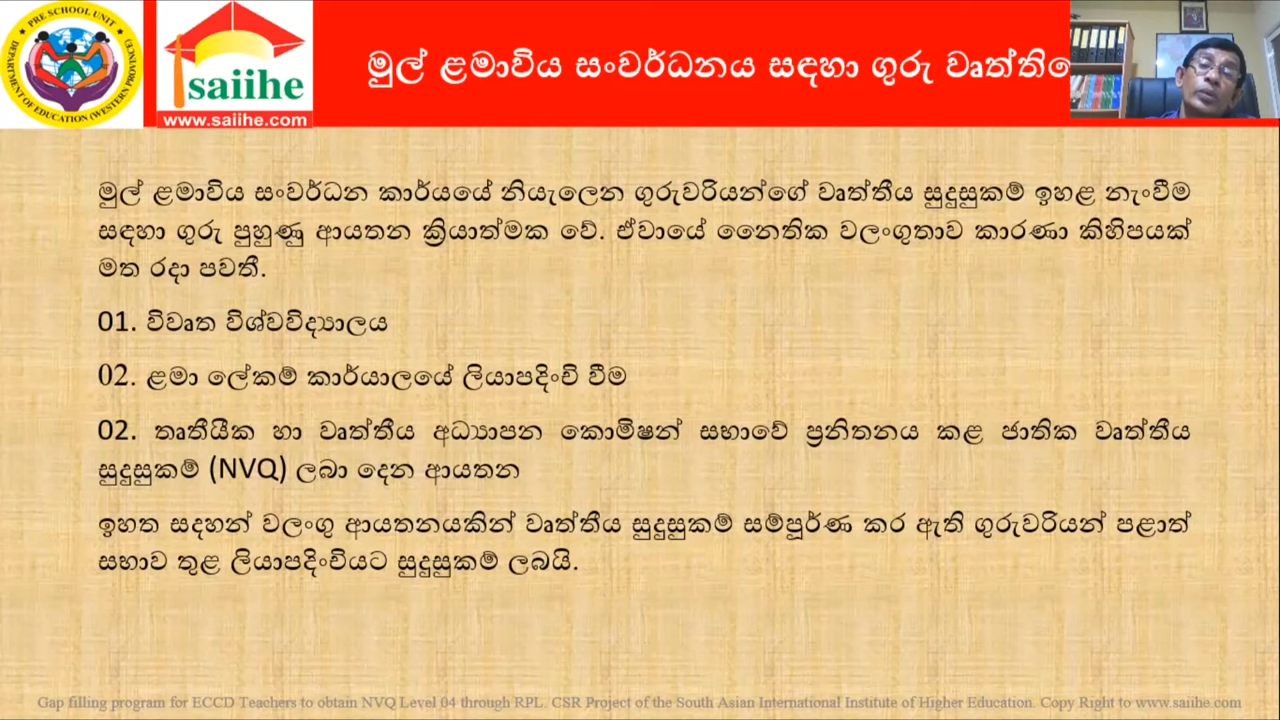 PRE SCHOOL UNIT
DEPARTMENT OF EDUCATION (WESTERN PROVINCE)
saiihe
www.saiihe.com
මුල් ළමාවිය සංවර්ධනය සඳහා ගුරු
මුල් ළමාවිය සංවර්ධන කාර්යයේ නියැලෙන ගුරුවරියන්ගේ වෘත්තීය සුදුසුකම් ඉහළ නැංවීම
සඳහා ගුරු පුහුණු ආයතන ක්‍රියාත්මක වේ. ඒවායේ නෛතික වලංගුතාව කාරණා කිහිපයක්
මත රඳා පවතී.
01. විවෘත විශ්වවිද්‍යාලය
02. ළමා ලේකම් කාර්යාලයේ ලියාපදිංචි වීම
02. තෘතීයීක හා වෘත්තීය අධ්‍යාපන කොමිෂන් සභාවේ ප්‍රනිතනය කළ ජාතික වෘත්තීය
සුදුසුකම් (NVQ) ලබා දෙන ආයතන
ඉහත සඳහන් වලංගු ආයතනයකින් වෘත්තීය සුදුසුකම් සම්පූර්ණ කර ඇති ගුරුවරියන් පළාත්
සභාව තුළ ලියාපදිංචියට සුදුසුකම් ලබයි.
Gap filling program for ECCD Teachers to obtain NVQ Level 04 through RPL. CSR Project of the South Asian International Institute of Higher Education. Copy Right to www.saiihe.com